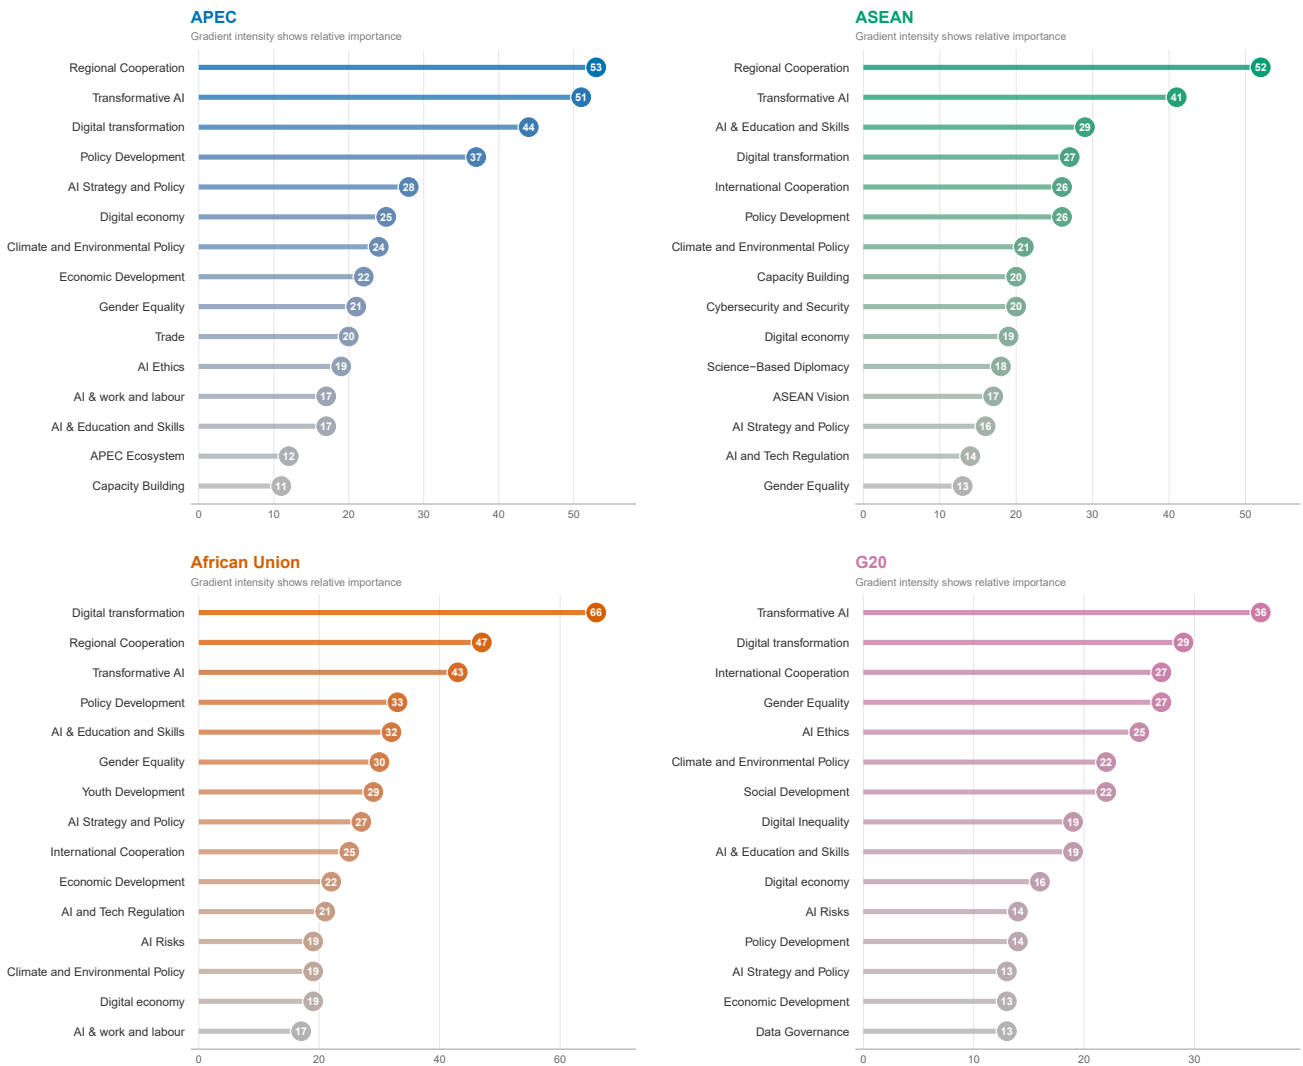 APEC
Gradient intensity shows relative importance
Regional Cooperation 53
Transformative AI 51
Digital transformation 44
Policy Development 37
AI Strategy and Policy 28
Digital economy 25
Climate and Environmental Policy 24
Economic Development 22
Gender Equality 21
Trade 20
AI Ethics 19
AI & work and labour 17
AI & Education and Skills 17
APEC Ecosystem 12
Capacity Building 11
0 10 20 30 40 50
ASEAN
Gradient intensity shows relative importance
Regional Cooperation 52
Transformative AI 41
AI & Education and Skills 29
Digital transformation 27
International Cooperation 26
Policy Development 26
Climate and Environmental Policy 21
Capacity Building 20
Cybersecurity and Security 20
Digital economy 19
Science−Based Diplomacy 18
ASEAN Vision 17
AI Strategy and Policy 16
AI and Tech Regulation 14
Gender Equality 13
0 10 20 30 40 50
African Union
Gradient intensity shows relative importance
Digital transformation 66
Regional Cooperation 47
Transformative AI 43
Policy Development 33
AI & Education and Skills 32
Gender Equality 30
Youth Development 29
AI Strategy and Policy 27
International Cooperation 25
Economic Development 22
AI and Tech Regulation 21
AI Risks 19
Climate and Environmental Policy 19
Digital economy 19
AI & work and labour 17
0 20 40 60
G20
Gradient intensity shows relative importance
Transformative AI 36
Digital transformation 29
International Cooperation 27
Gender Equality 27
AI Ethics 25
Climate and Environmental Policy 22
Social Development 22
Digital Inequality 19
AI & Education and Skills 19
Digital economy 16
AI Risks 14
Policy Development 14
AI Strategy and Policy 13
Economic Development 13
Data Governance 13
0 10 20 30